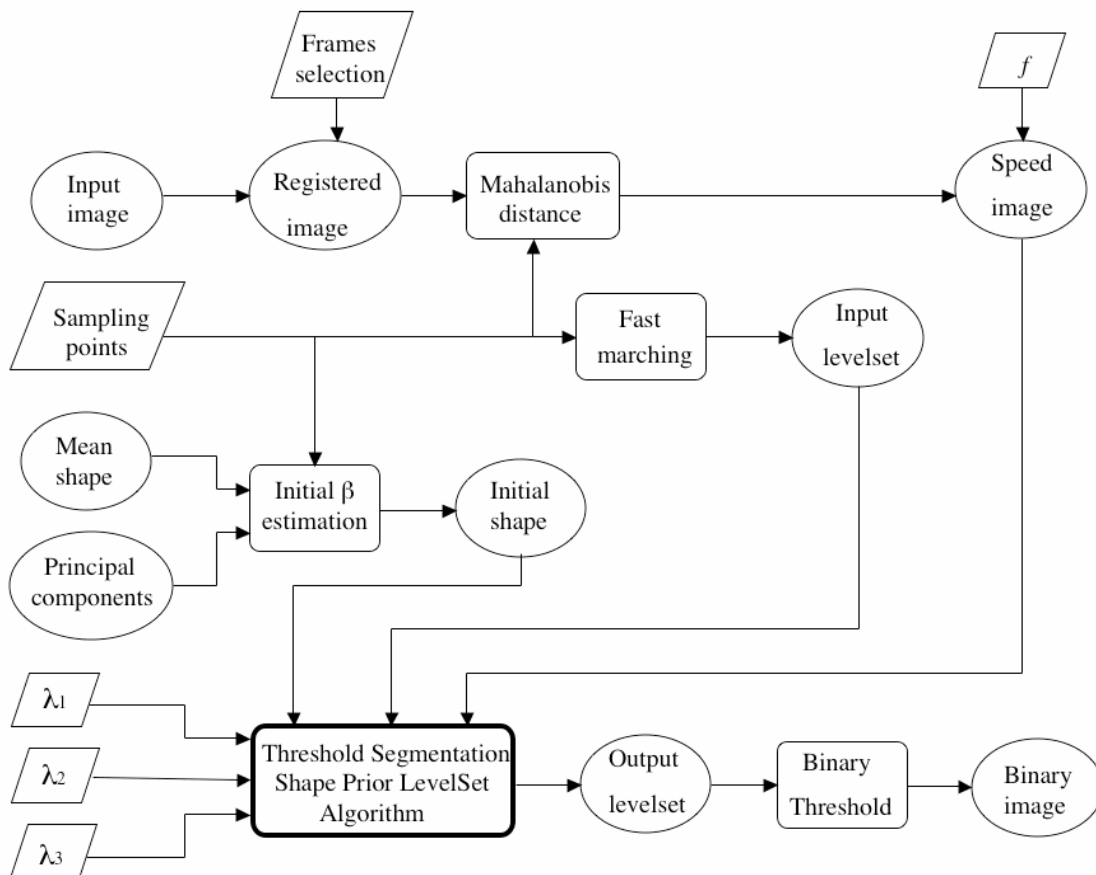 Frames
selection
f
Input
image
Registered
image
Mahalanobis
distance
Speed
image
Sampling
points
Fast
marching
Input
levelset
Mean
shape
Initial β
estimation
Initial
shape
Principal
components
λ1
λ2
λ3
Threshold Segmentation
Shape Prior LevelSet
Algorithm
Output
levelset
Binary
Threshold
Binary
image